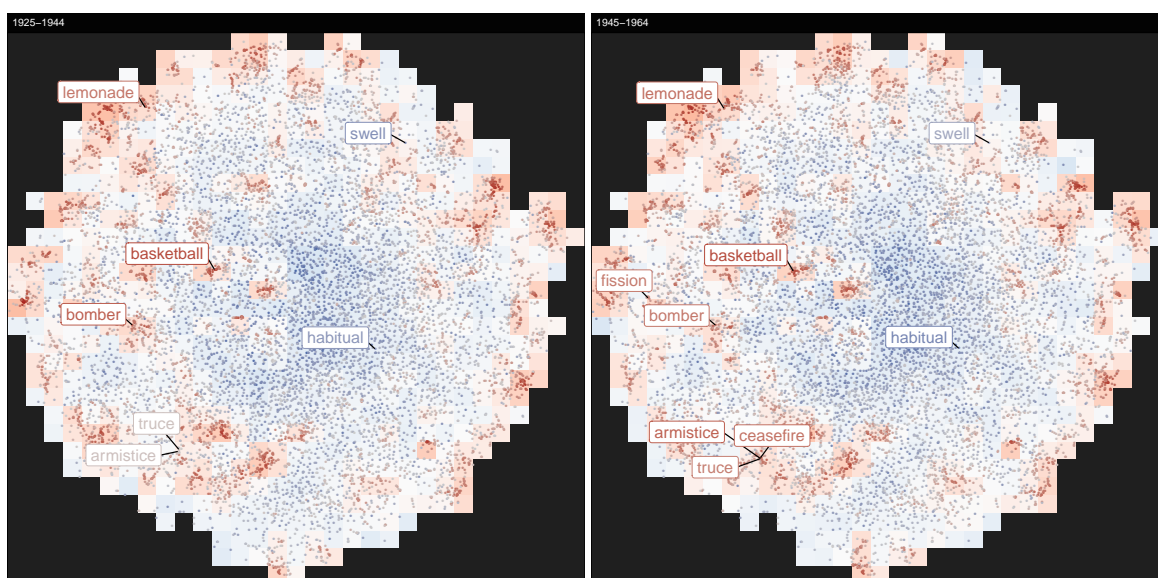 1925–1944
lemonade
swell
basketball
bomber
habitual
truce
armistice
1945–1964
lemonade
swell
basketball
fission
bomber
habitual
armistice
ceasefire
truce